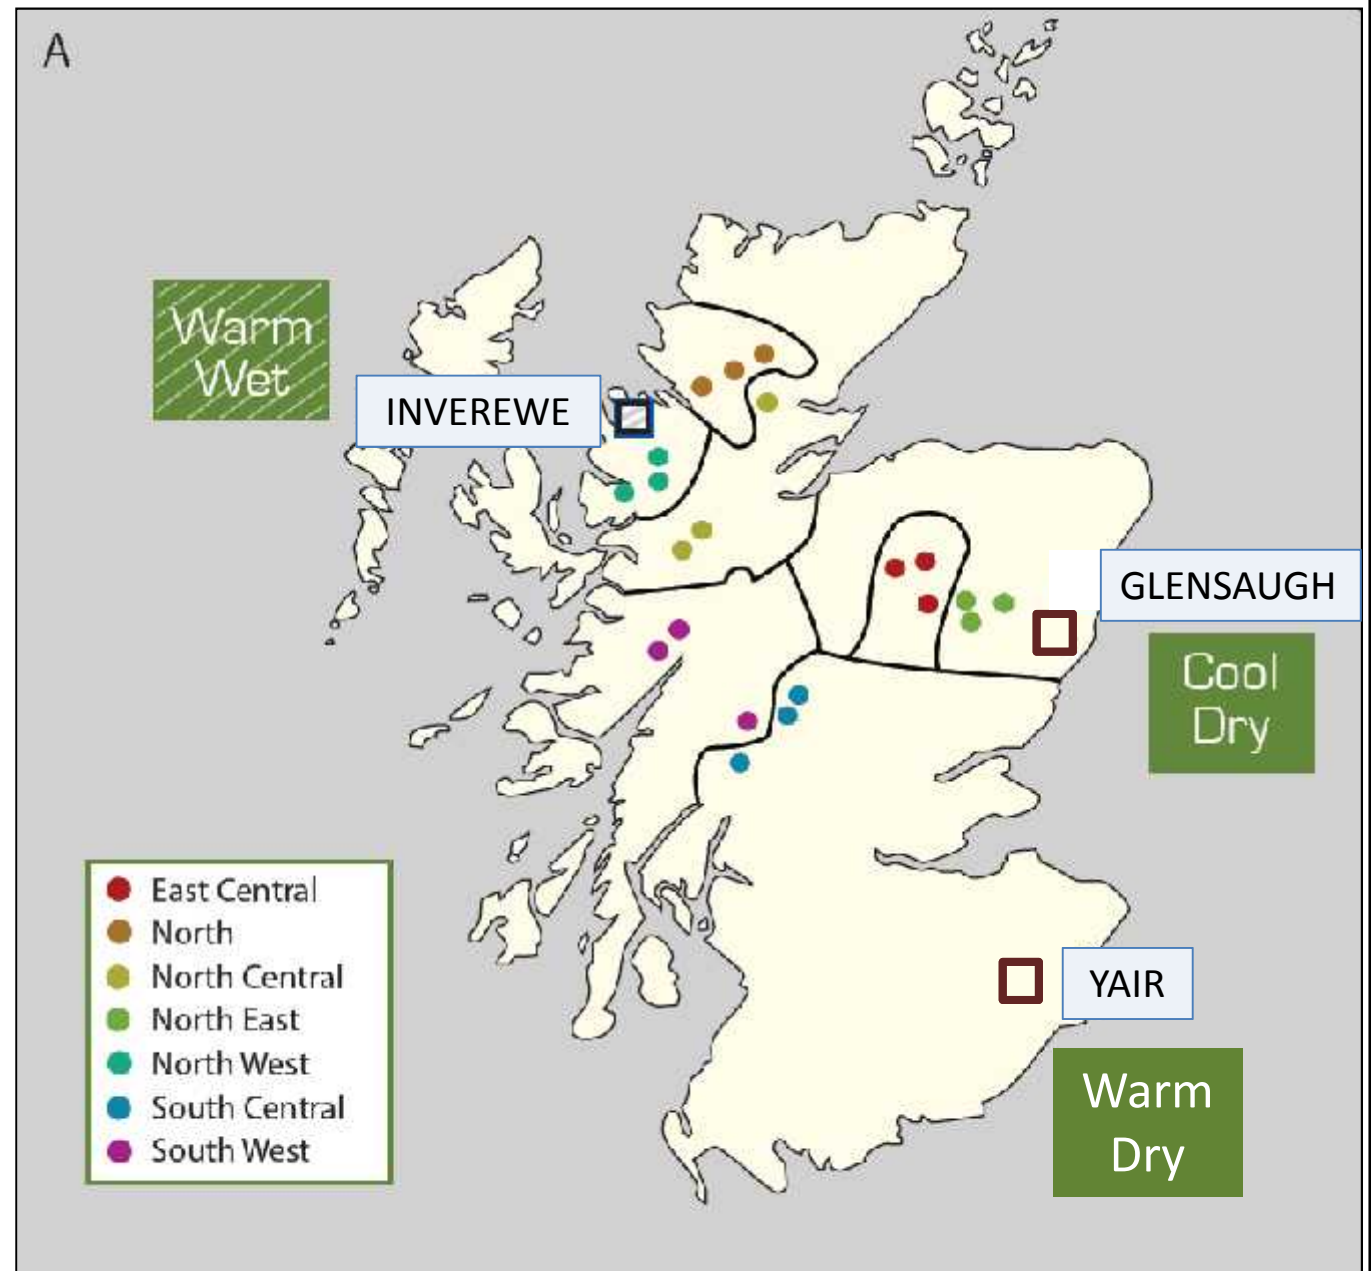 A
Warm
Wet
INVEREWE
GLENSAUGH
Cool
Dry
East Central
North
North Central
North East
North West
South Central
South West
YAIR
Warm
Dry